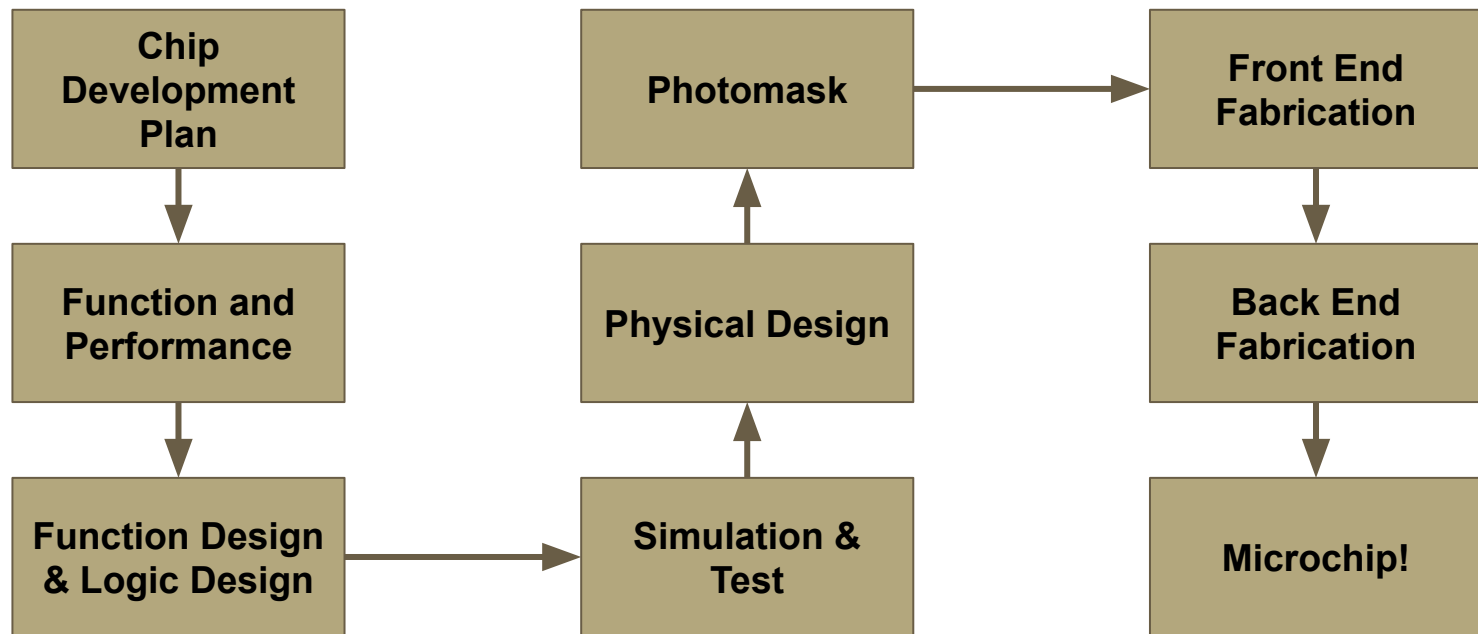 Chip
Development
Plan
Function and
Performance
Function Design
& Logic Design
Simulation &
Test
Physical Design
Photomask
Front End
Fabrication
Back End
Fabrication
Microchip!